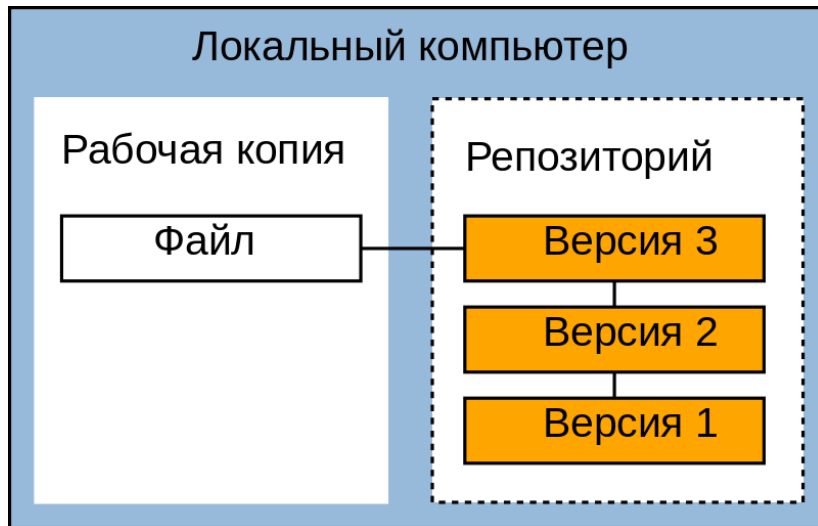 Локальный компьютер
Рабочая копия
Файл
Репозиторий
Версия 3
Версия 2
Версия 1